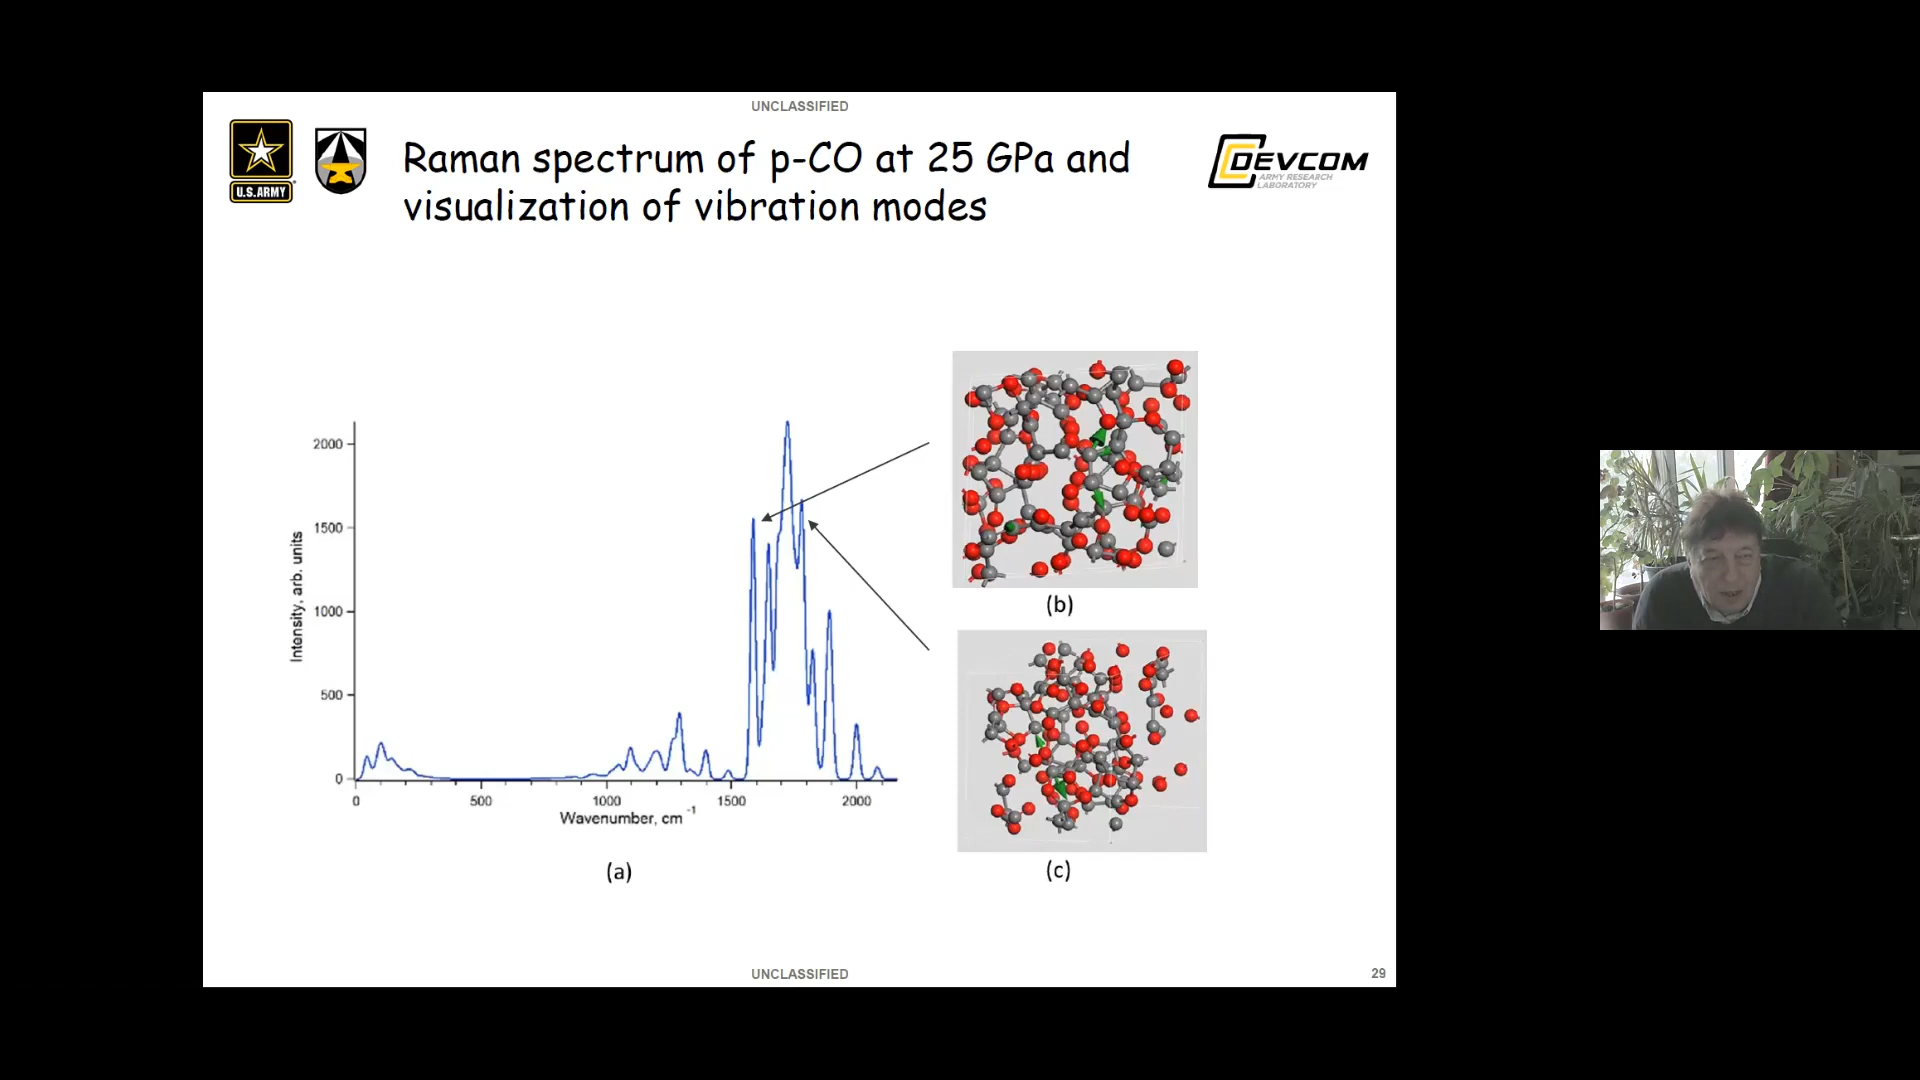 UNCLASSIFIED
U.S.ARMY
Raman spectrum of p-CO at 25 GPa and
visualization of vibration modes
DEVCOM
ARMY RESEARCH
LABORATORY
2000
1500
1000
500
0
Intensity, arb. units
0 500 1000 1500 2000
Wavenumber, cm -1
(a)
(b)
(c)
UNCLASSIFIED
29